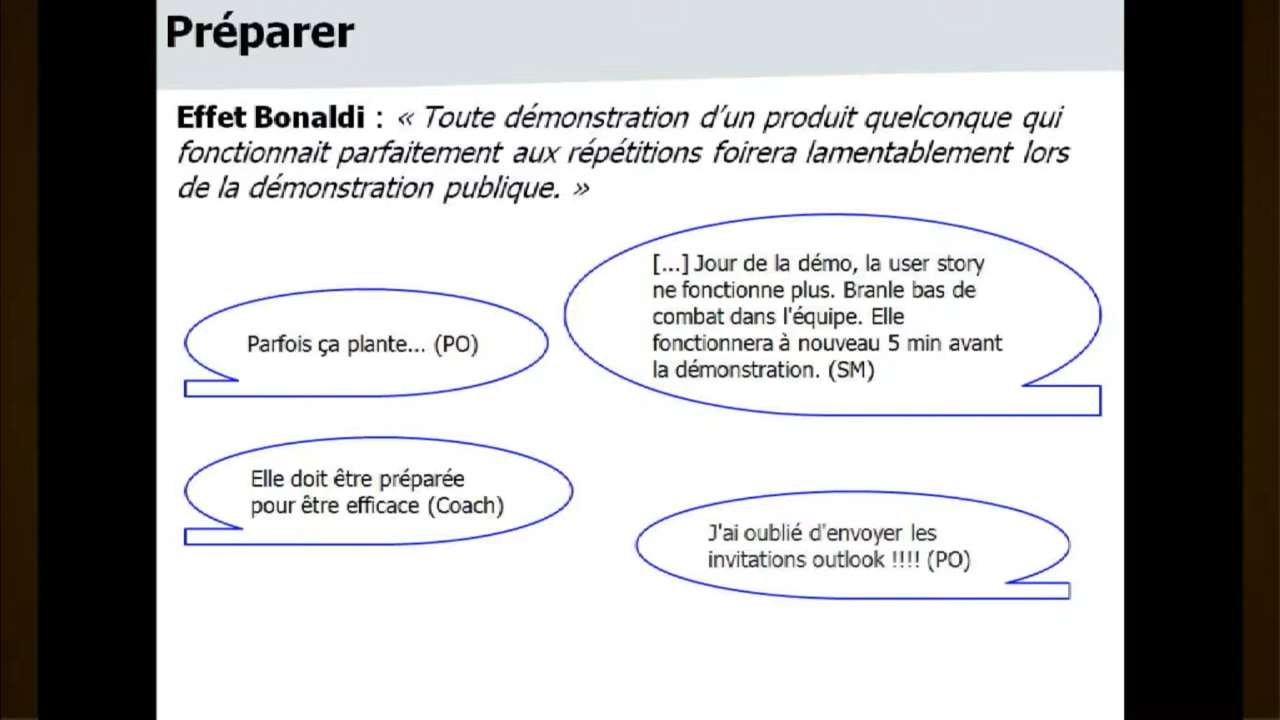 Préparer
Effet Bonaldi : « Toute démonstration d'un produit quelconque qui
fonctionnait parfaitement aux répétitions foirera lamentablement lors
de la démonstration publique. »
[...] Jour de la démo, la user story
ne fonctionne plus. Branle bas de
combat dans l'équipe. Elle
fonctionnera à nouveau 5 min avant
la démonstration. (SM)
Parfois ça plante... (PO)
Elle doit être préparée
pour être efficace (Coach)
J'ai oublié d'envoyer les
invitations outlook !!!! (PO)